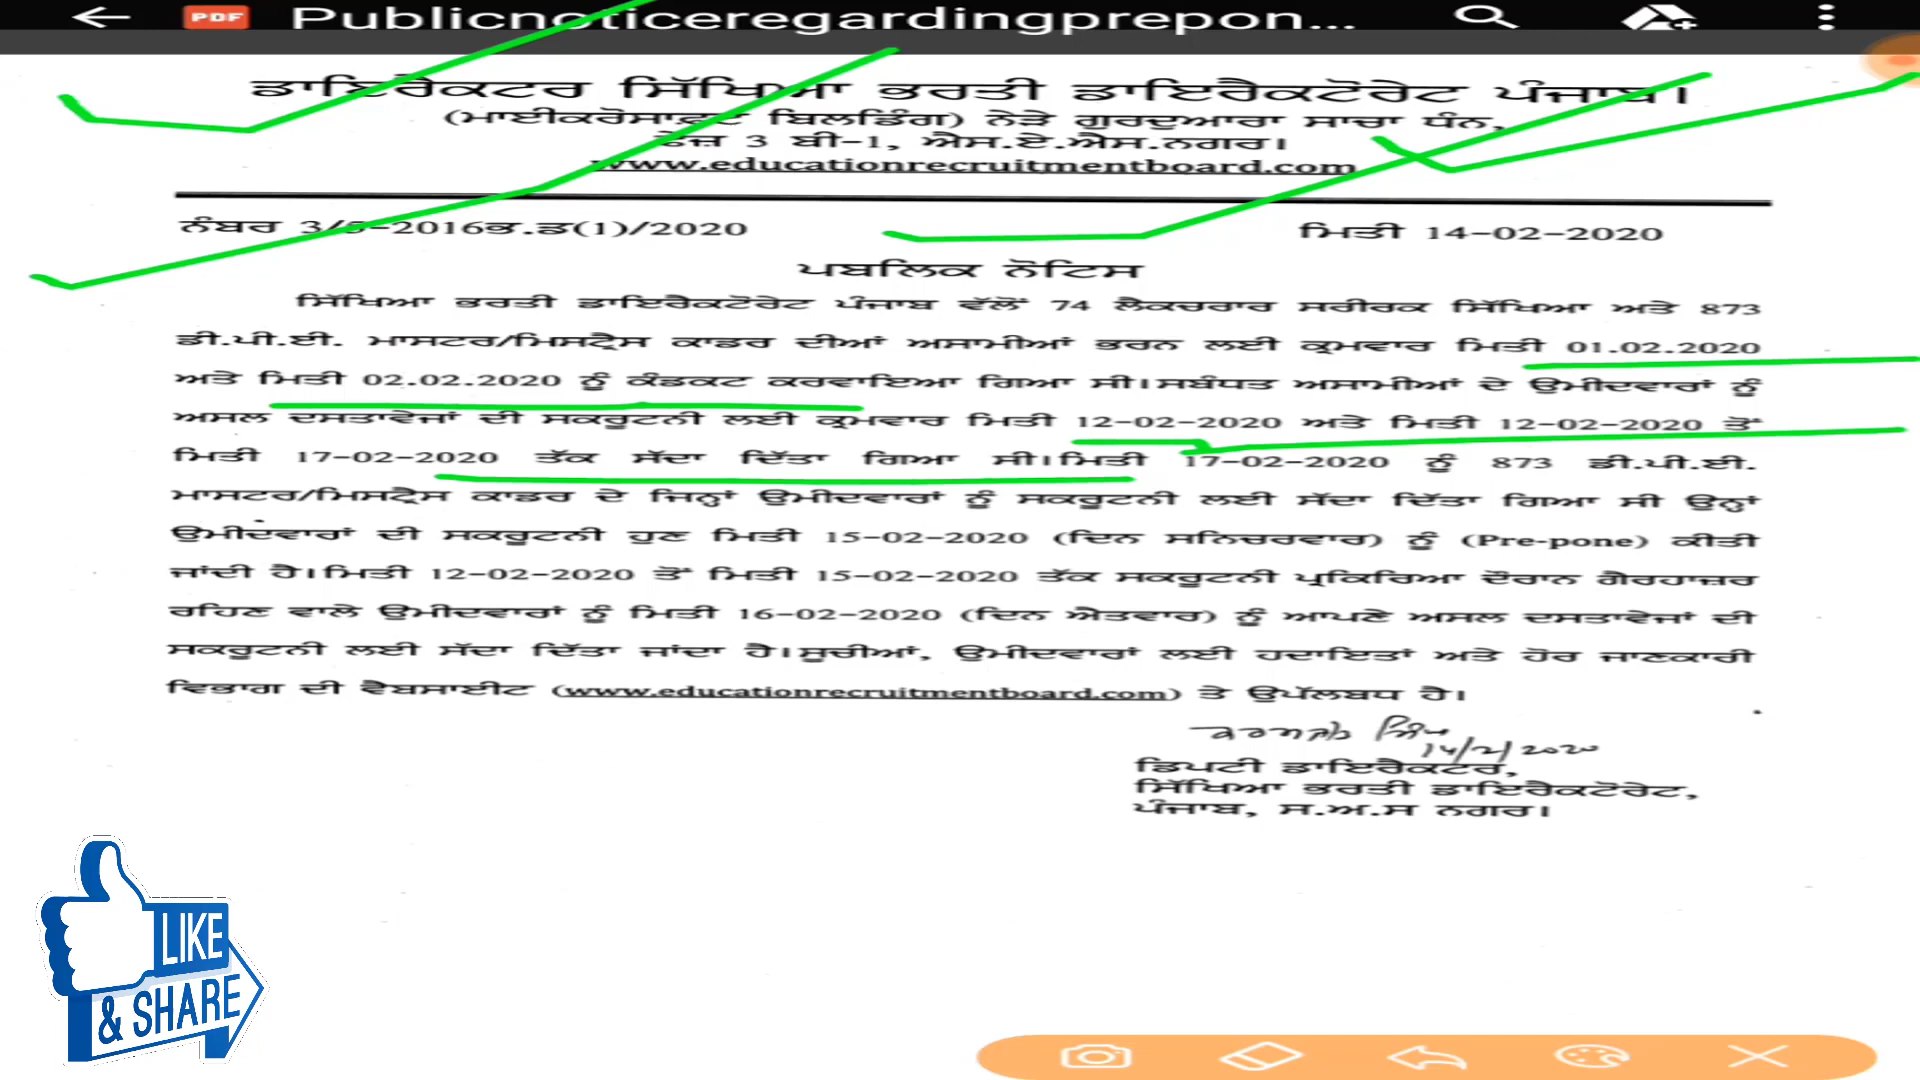 PDF Publicnoticeregardingprepon...
ਡਾਇਰੈਕਟਰ ਸਿੱਖਿਆ ਭਰਤੀ ਡਾਇਰੈਕਟੋਰੇਟ ਪੰਜਾਬ।
(ਮਾਈਕਰੋਸਾਫ਼ਟ ਬਿਲਡਿੰਗ) ਨੇੜੇ ਗੁਰਦੁਆਰਾ ਸਾਚਾ ਧੰਨ,
ਫੇਜ਼ 3 ਬੀ-1, ਐਸ.ਏ.ਐਸ.ਨਗਰ।
www.educationrecruitmentboard.com
ਨੰਬਰ 3/5-2016ਭ.ਡ(1)/2020 ਮਿਤੀ 14-02-2020
ਪਬਲਿਕ ਨੋਟਿਸ
ਸਿੱਖਿਆ ਭਰਤੀ ਡਾਇਰੈਕਟੋਰੇਟ ਪੰਜਾਬ ਵੱਲੋਂ 74 ਲੈਕਚਰਾਰ ਸਰੀਰਕ ਸਿੱਖਿਆ ਅਤੇ 873
ਡੀ.ਪੀ.ਈ. ਮਾਸਟਰ/ਮਿਸਟ੍ਰੈਸ ਕਾਡਰ ਦੀਆਂ ਅਸਾਮੀਆਂ ਭਰਨ ਲਈ ਕ੍ਰਮਵਾਰ ਮਿਤੀ 01.02.2020
ਅਤੇ ਮਿਤੀ 02.02.2020 ਨੂੰ ਕੰਡਕਟ ਕਰਵਾਇਆ ਗਿਆ ਸੀ।ਸਬੰਧਤ ਅਸਾਮੀਆਂ ਦੇ ਉਮੀਦਵਾਰਾਂ ਨੂੰ
ਅਸਲ ਦਸਤਾਵੇਜਾਂ ਦੀ ਸਕਰੂਟਨੀ ਲਈ ਕ੍ਰਮਵਾਰ ਮਿਤੀ 12-02-2020 ਅਤੇ ਮਿਤੀ 12-02-2020 ਤੋਂ
ਮਿਤੀ 17-02-2020 ਤੱਕ ਸੱਦਾ ਦਿੱਤਾ ਗਿਆ ਸੀ।ਮਿਤੀ 17-02-2020 ਨੂੰ 873 ਡੀ.ਪੀ.ਈ.
ਮਾਸਟਰ/ਮਿਸਟ੍ਰੈਸ ਕਾਡਰ ਦੇ ਜਿਨ੍ਹਾਂ ਉਮੀਦਵਾਰਾਂ ਨੂੰ ਸਕਰੂਟਨੀ ਲਈ ਸੱਦਾ ਦਿੱਤਾ ਗਿਆ ਸੀ ਉਨ੍ਹਾਂ
ਉਮੀਦਵਾਰਾਂ ਦੀ ਸਕਰੂਟਨੀ ਹੁਣ ਮਿਤੀ 15-02-2020 (ਦਿਨ ਸਨਿਚਰਵਾਰ) ਨੂੰ (Pre-pone) ਕੀਤੀ
ਜਾਂਦੀ ਹੈ।ਮਿਤੀ 12-02-2020 ਤੋਂ ਮਿਤੀ 15-02-2020 ਤੱਕ ਸਕਰੂਟਨੀ ਪ੍ਰਕਿਰਿਆ ਦੌਰਾਨ ਗੈਰਹਾਜ਼ਰ
ਰਹਿਣ ਵਾਲੇ ਉਮੀਦਵਾਰਾਂ ਨੂੰ ਮਿਤੀ 16-02-2020 (ਦਿਨ ਐਤਵਾਰ) ਨੂੰ ਆਪਣੇ ਅਸਲ ਦਸਤਾਵੇਜਾਂ ਦੀ
ਸਕਰੂਟਨੀ ਲਈ ਸੱਦਾ ਦਿੱਤਾ ਜਾਂਦਾ ਹੈ।ਸੂਚੀਆਂ, ਉਮੀਦਵਾਰਾਂ ਲਈ ਹਦਾਇਤਾਂ ਅਤੇ ਹੋਰ ਜਾਣਕਾਰੀ
ਵਿਭਾਗ ਦੀ ਵੈਬਸਾਈਟ (www.educationrecruitmentboard.com) ਤੇ ਉਪੱਲਬਧ ਹੈ।
ਸਿੰਘ
14/2/2020
ਡਿਪਟੀ ਡਾਇਰੈਕਟਰ,
ਸਿੱਖਿਆ ਭਰਤੀ ਡਾਇਰੈਕਟੋਰੇਟ,
ਪੰਜਾਬ, ਸ.ਅ.ਸ ਨਗਰ।
LIKE
& SHARE